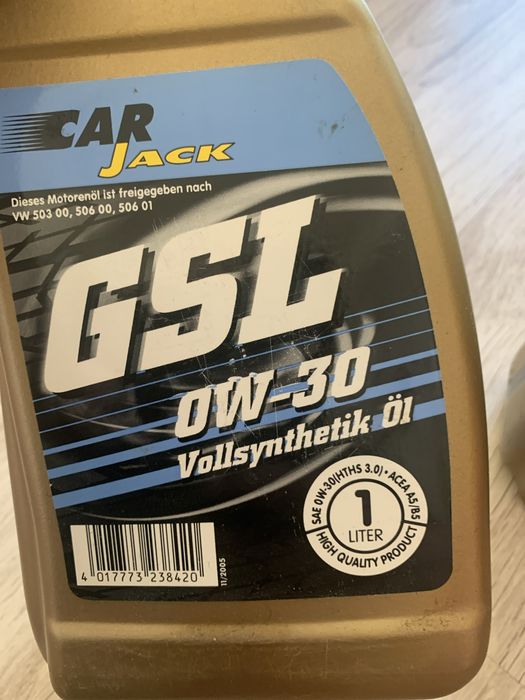 CAR
JACK
Dieses Motorenöl ist freigegeben nach
VW 503 00, 506 00, 506 01
GSL
0W-30
Vollsynthetik Öl
SAE 0W-30(HTHS 3.0) • ACEA A5/B5
1
LITER
HIGH QUALITY PRODUCT
4 017773 238420
11/2005